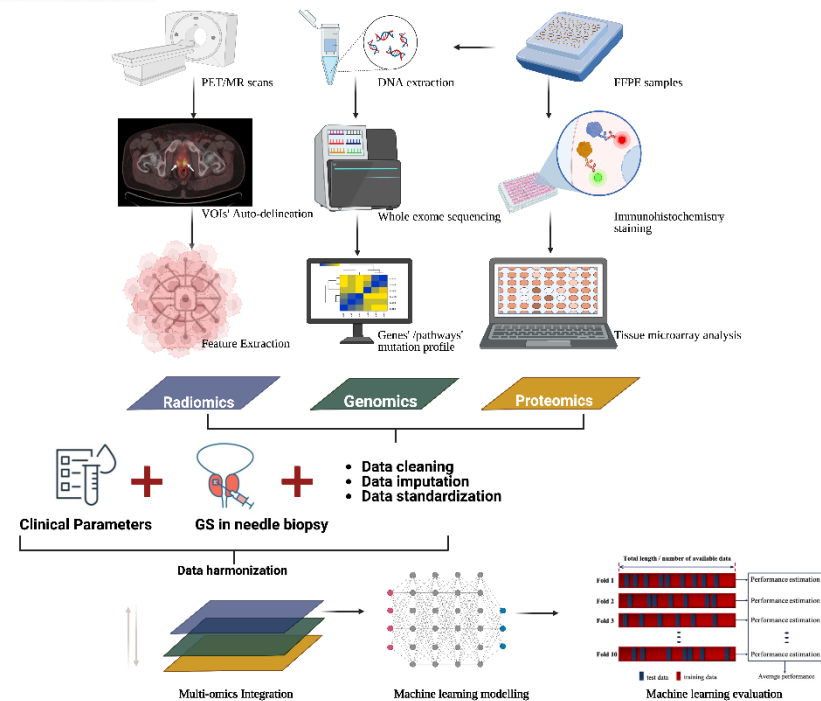 PET/MR scans
DNA extraction
FFPE samples
VOIs' Auto-delineation
Whole exome sequencing
Immunohistochemistry
staining
Feature Extraction
Genes' /pathways'
mutation profile
Tissue microarray analysis
Radiomics
Genomics
Proteomics
• Data cleaning
• Data imputation
• Data standardization
Clinical Parameters
GS in needle biopsy
Data harmonization
Total length / number of available data
Fold 1
Performance estimation
Fold 2
Performance estimation
Fold 3
Performance estimation
Fold 10
Performance estimation
Average performance
test data
training data
Multi-omics Integration
Machine learning modelling
Machine learning evaluation